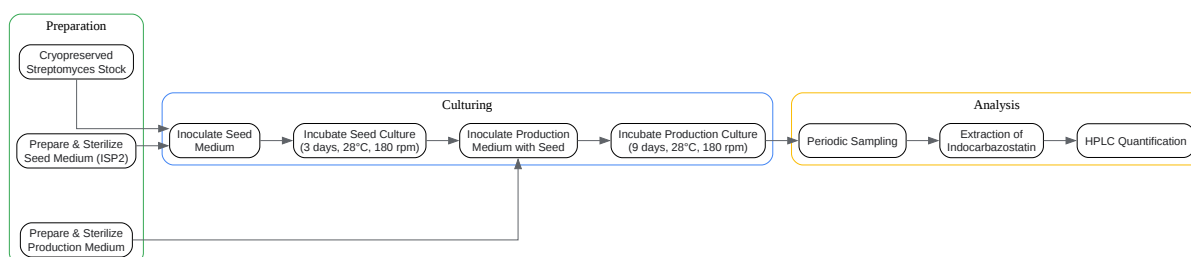 Preparation
Cryopreserved
Streptomyces Stock
Prepare & Sterilize
Seed Medium (ISP2)
Prepare & Sterilize
Production Medium
Culturing
Inoculate Seed
Medium
Incubate Seed Culture
(3 days, 28°C, 180 rpm)
Inoculate Production
Medium with Seed
Incubate Production Culture
(9 days, 28°C, 180 rpm)
Analysis
Periodic Sampling
Extraction of
Indocarbazostatin
HPLC Quantification